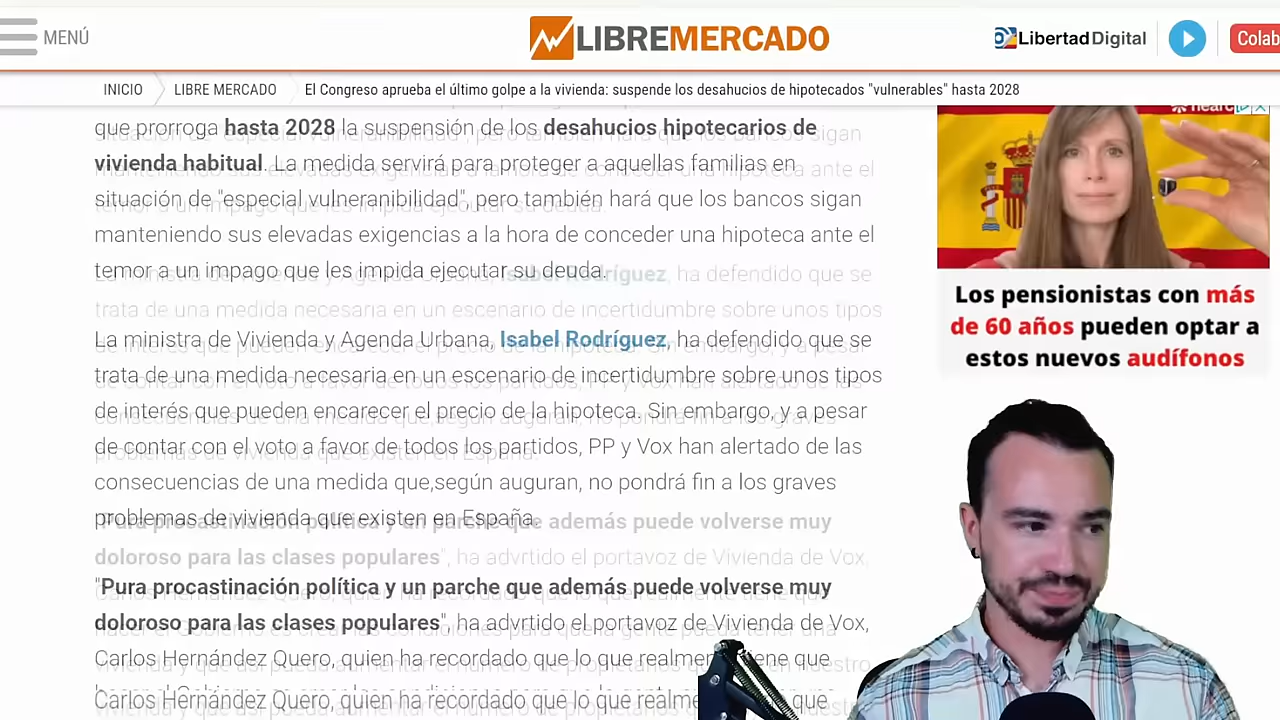 MENÚ
LIBREMERCADO
LibertadDigital
Colab
INICIO
LIBRE MERCADO
El Congreso aprueba el último golpe a la vivienda: suspende los desahucios de hipotecados "vulnerables" hasta 2028
que prorroga hasta 2028 la suspensión de los desahucios hipotecarios de
vivienda habitual. La medida servirá para proteger a aquellas familias en
situación de "especial vulneranibilidad", pero también hará que los bancos sigan
manteniendo sus elevadas exigencias a la hora de conceder una hipoteca ante el
temor a un impago que les impida ejecutar su deuda.
La ministra de Vivienda y Agenda Urbana, Isabel Rodríguez, ha defendido que se
trata de una medida necesaria en un escenario de incertidumbre sobre unos tipos
de interés que pueden encarecer el precio de la hipoteca. Sin embargo, y a pesar
de contar con el voto a favor de todos los partidos, PP y Vox han alertado de las
consecuencias de una medida que,según auguran, no pondrá fin a los graves
problemas de vivienda que existen en España.
"Pura procastinación política y un parche que además puede volverse muy
doloroso para las clases populares", ha advrtido el portavoz de Vivienda de Vox,
Carlos Hernández Quero, quien ha recordado que lo que realmen tiene que
Los pensionistas con más
de 60 años pueden optar a
estos nuevos audífonos